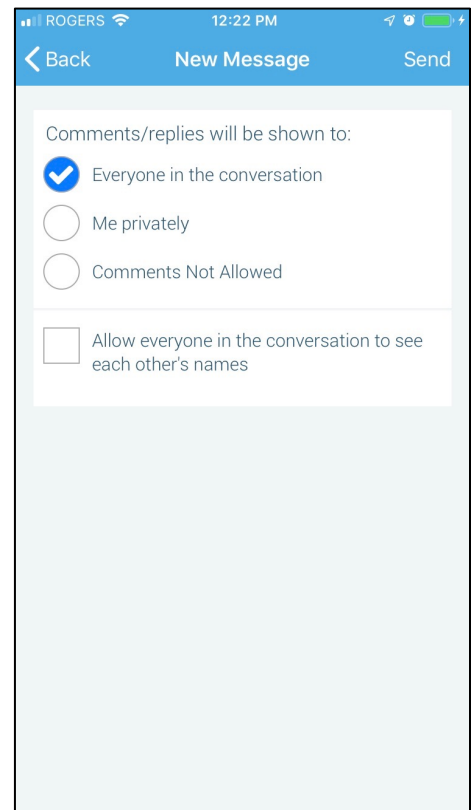 ROGERS 12:22 PM
Back New Message Send
Comments/replies will be shown to:
Everyone in the conversation
Me privately
Comments Not Allowed
Allow everyone in the conversation to see
each other's names